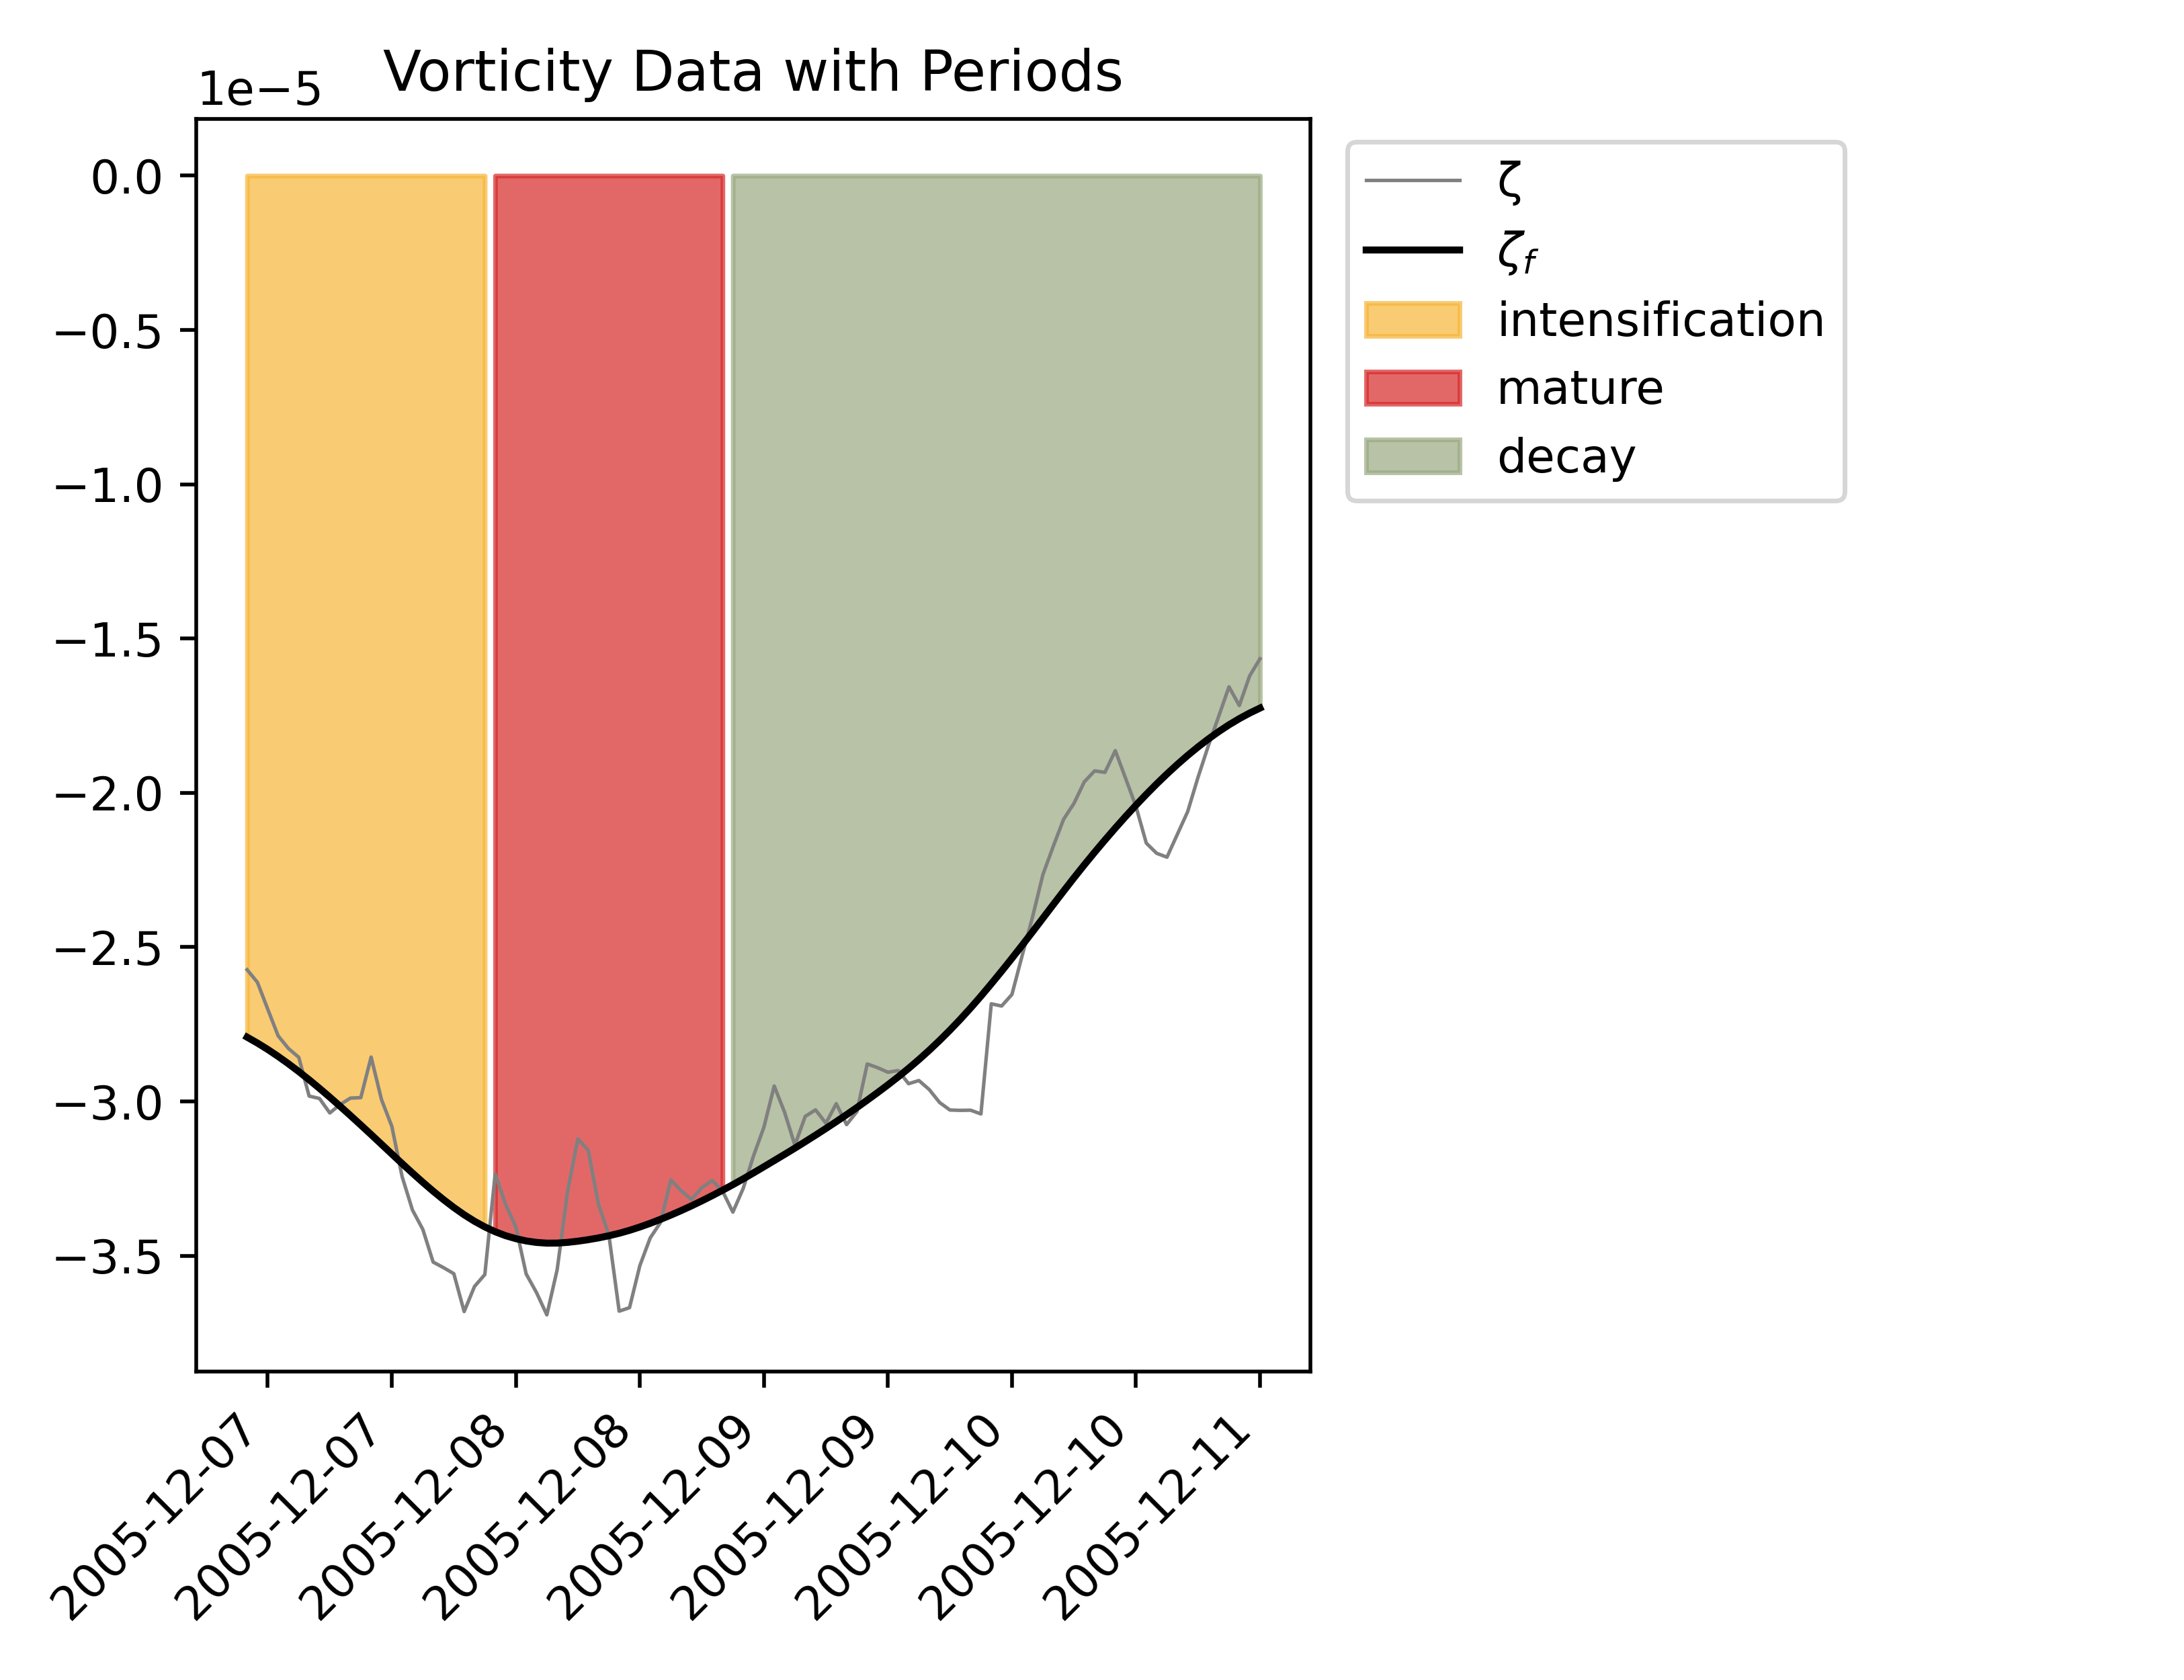 Vorticity Data with Periods
1e−5
0.0
−0.5
−1.0
−1.5
−2.0
−2.5
−3.0
−3.5
2005-12-07
2005-12-07
2005-12-08
2005-12-08
2005-12-09
2005-12-09
2005-12-10
2005-12-10
2005-12-11
ζ
ζf
intensification
mature
decay